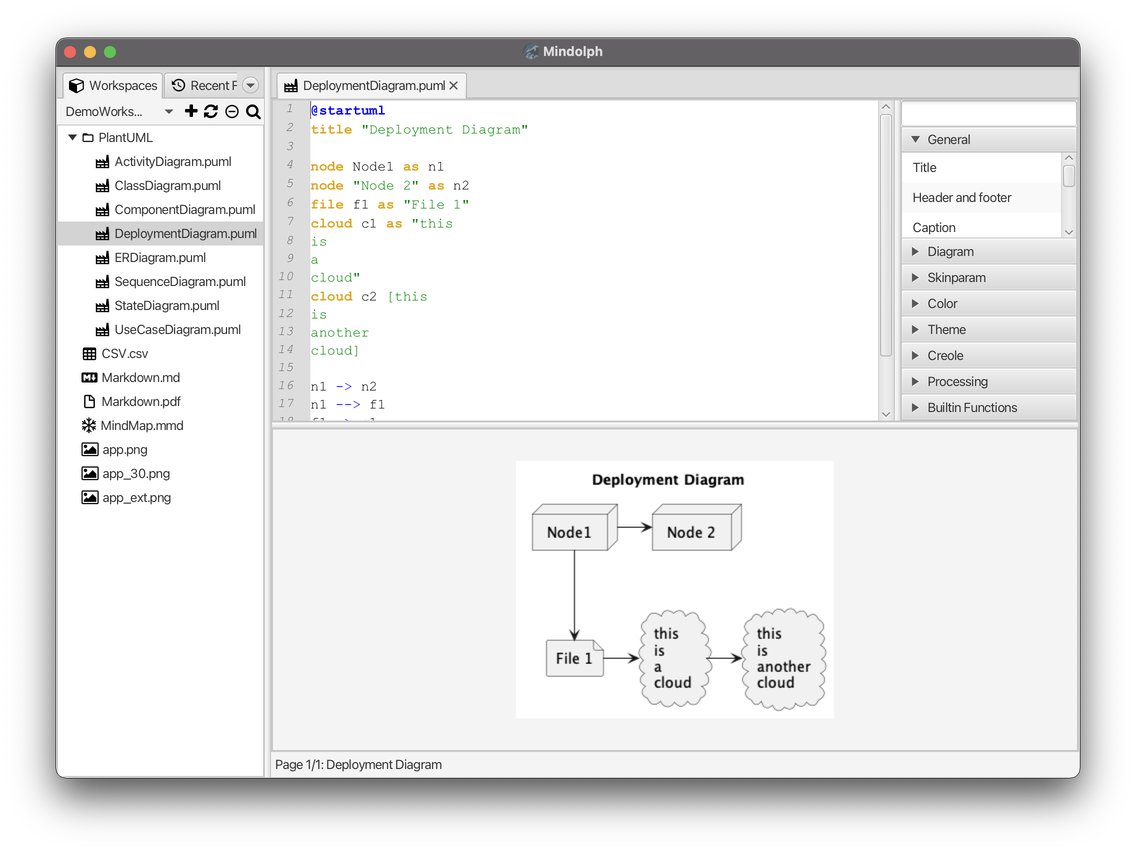 Mindolph
Workspaces
Recent F
DemoWorks...
PlantUML
ActivityDiagram.puml
ClassDiagram.puml
ComponentDiagram.puml
DeploymentDiagram.puml
ERDiagram.puml
SequenceDiagram.puml
StateDiagram.puml
UseCaseDiagram.puml
CSV.csv
Markdown.md
Markdown.pdf
MindMap.mmd
app.png
app_30.png
app_ext.png
DeploymentDiagram.puml
1 @startuml
2 title "Deployment Diagram"
3
4 node Node1 as n1
5 node "Node 2" as n2
6 file f1 as "File 1"
7 cloud c1 as "this
8 is
9 a
10 cloud"
11 cloud c2 [this
12 is
13 another
14 cloud]
15
16 n1 -> n2
17 n1 --> f1
General
Title
Header and footer
Caption
Diagram
Skinparam
Color
Theme
Creole
Processing
Builtin Functions
Deployment Diagram
Node1
Node 2
File 1
this
is
a
cloud
this
is
another
cloud
Page 1/1: Deployment Diagram